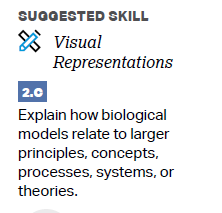 SUGGESTED SKILL
Visual
Representations
2.C
Explain how biological
models relate to larger
principles, concepts,
processes, systems, or
theories.